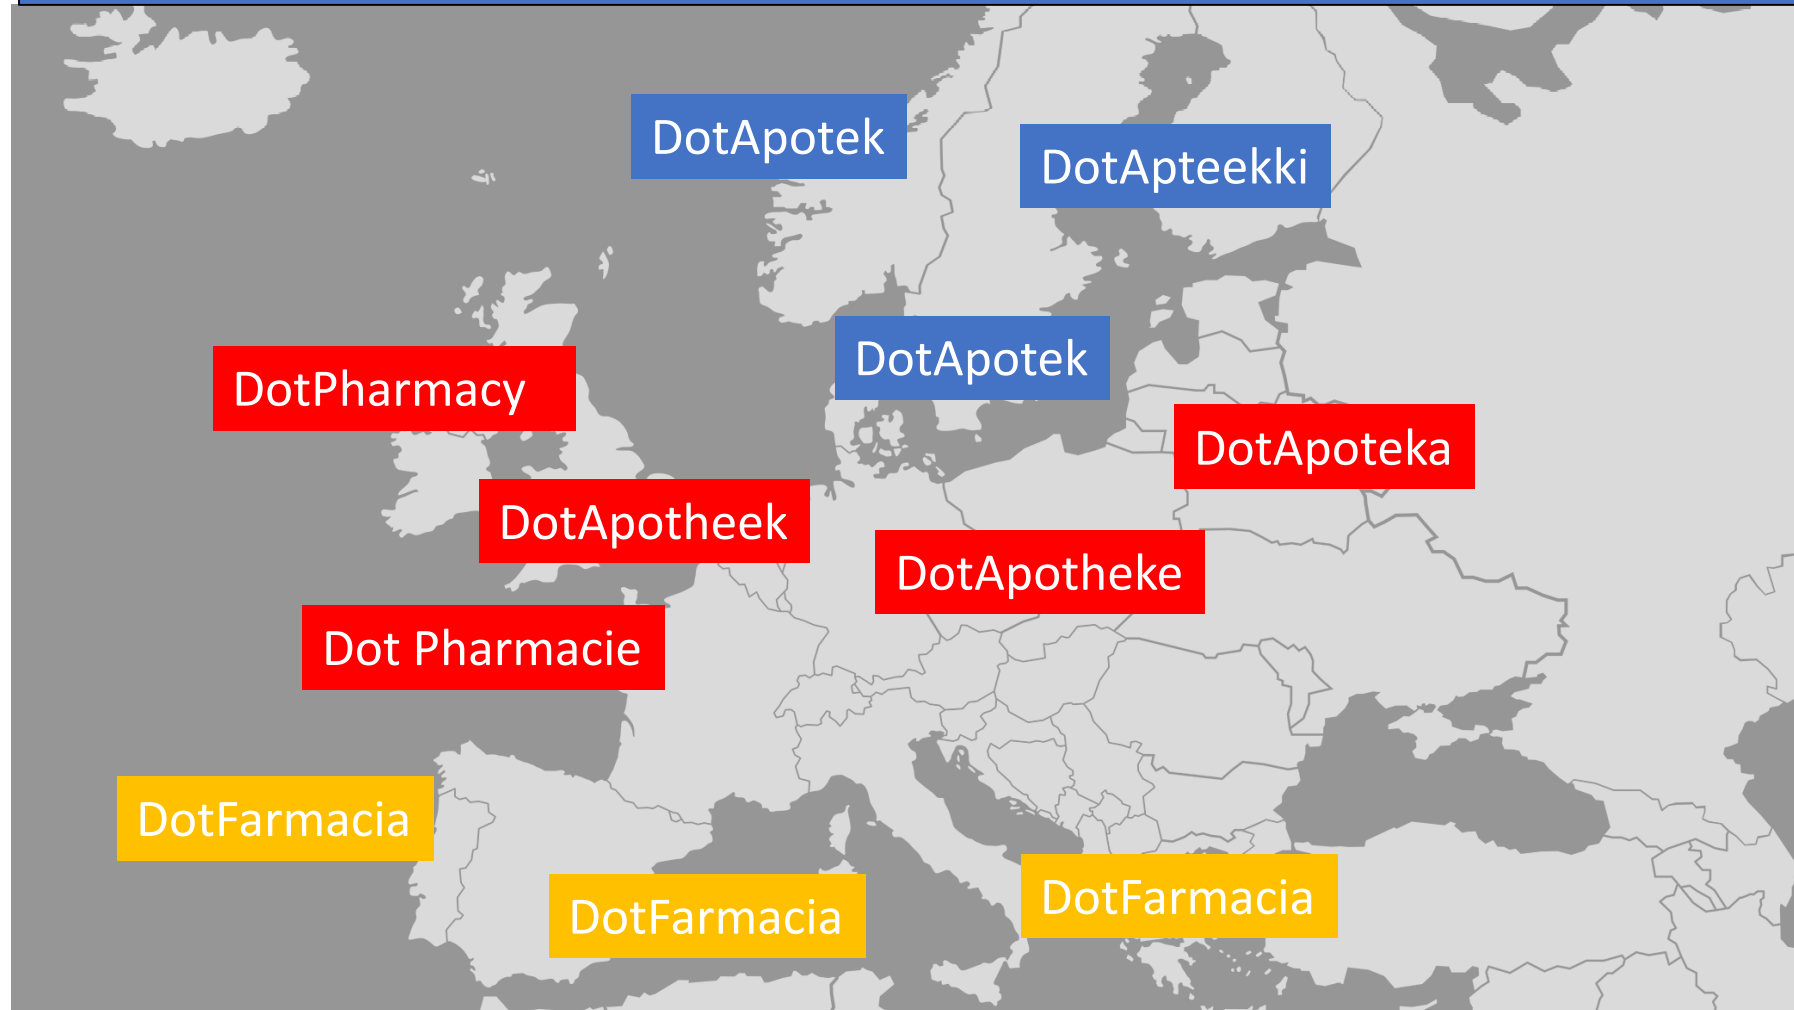 DotApotek
DotApteekki
DotApotek
DotPharmacy
DotApoteka
DotApotheek
DotApotheke
Dot Pharmacie
DotFarmacia
DotFarmacia
DotFarmacia